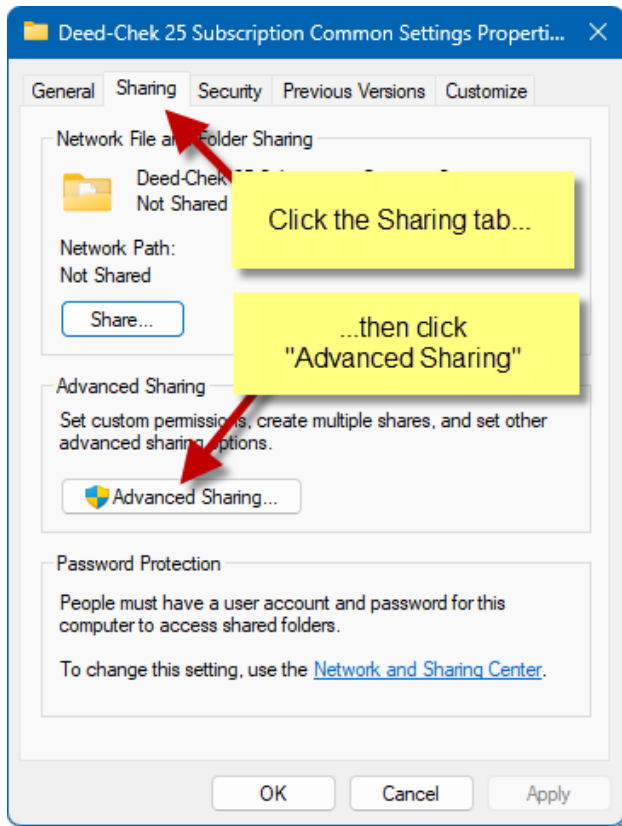 Deed-Chek 25 Subscription Common Settings Properti...
General Sharing Security Previous Versions Customize
Network File and Folder Sharing
Deed-Chek
Not Shared
Click the Sharing tab...
Network Path:
Not Shared
Share...
...then click
"Advanced Sharing"
Advanced Sharing
Set custom permissions, create multiple shares, and set other
advanced sharing options.
Advanced Sharing...
Password Protection
People must have a user account and password for this
computer to access shared folders.
To change this setting, use the Network and Sharing Center.
OK Cancel Apply